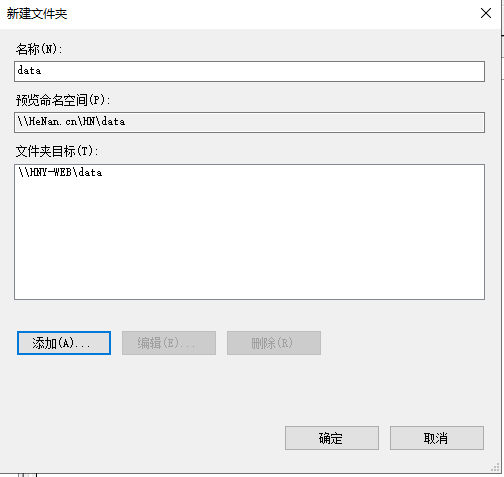 新建文件夹
名称(N):
data
预览命名空间(P):
\\HeNan.cn\HN\data
文件夹目标(T):
\\HNY-WEB\data
添加(A)...
编辑(E)...
删除(R)
确定
取消